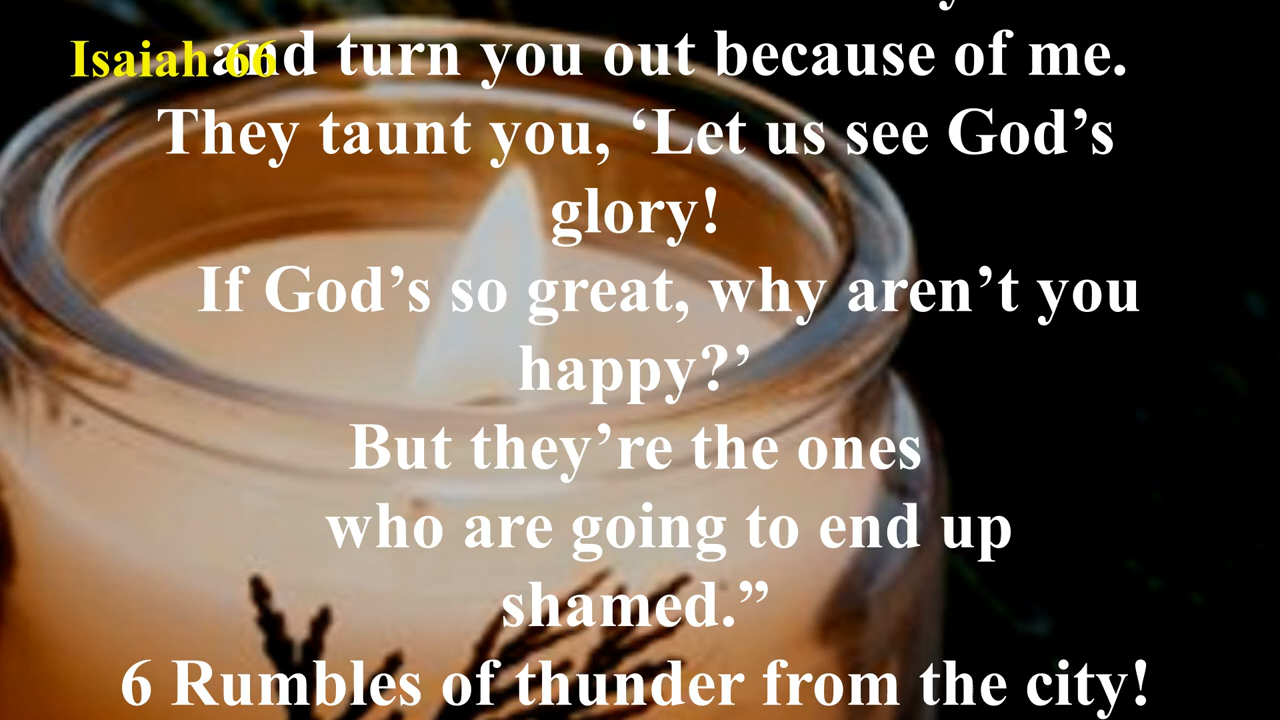 Isaiah 66
and turn you out because of me.
They taunt you, ‘Let us see God’s
glory!
If God’s so great, why aren’t you
happy?’
But they’re the ones
who are going to end up
shamed.”
6 Rumbles of thunder from the city!